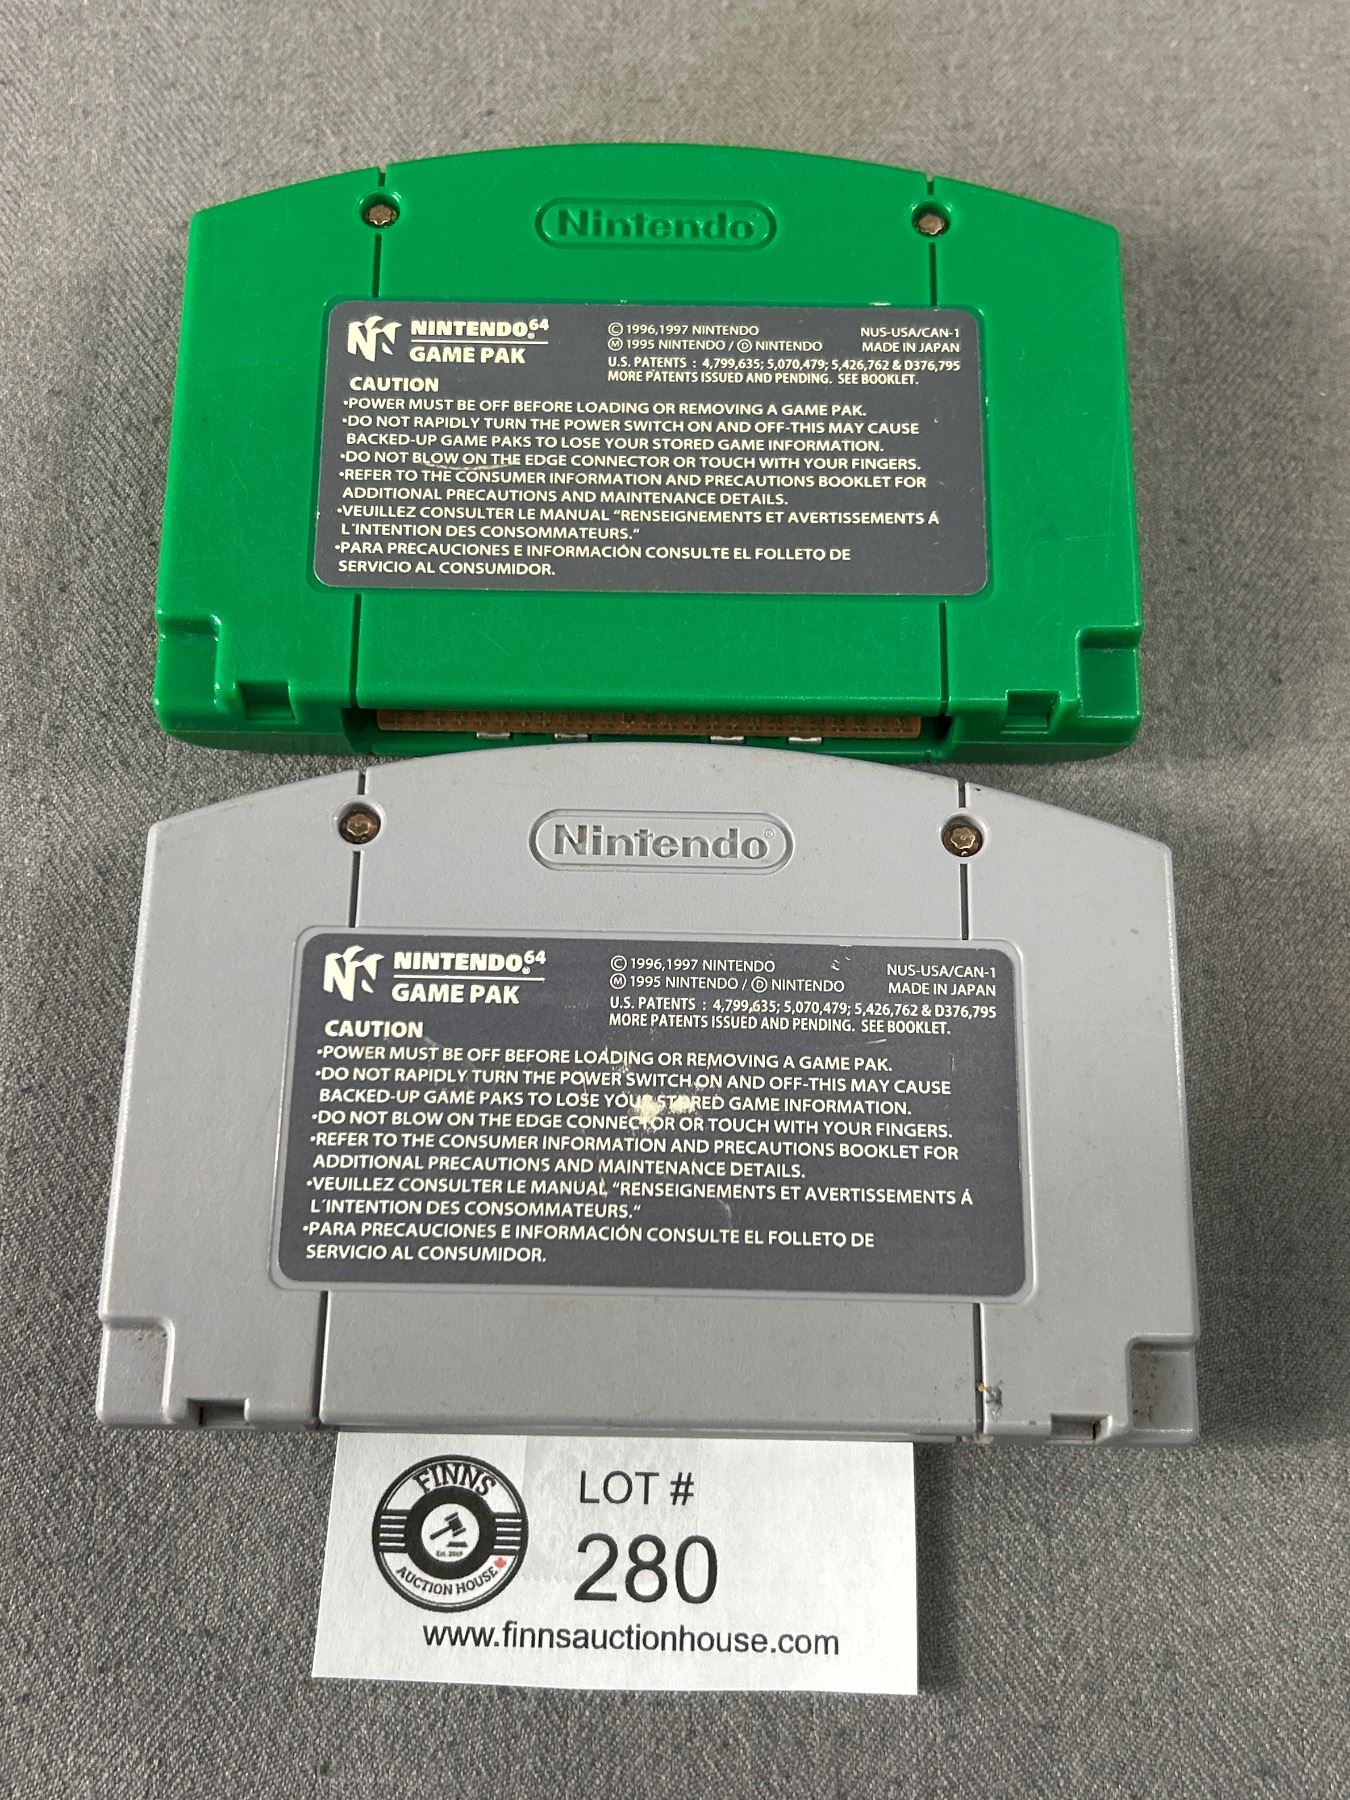 Nintendo®
NINTENDO®64
GAME PAK
© 1996,1997 NINTENDO
Ⓜ 1995 NINTENDO / Ⓓ NINTENDO
NUS-USA/CAN-1
MADE IN JAPAN
U.S. PATENTS : 4,799,635; 5,070,479; 5,426,762 & D376,795
MORE PATENTS ISSUED AND PENDING. SEE BOOKLET.
CAUTION
•POWER MUST BE OFF BEFORE LOADING OR REMOVING A GAME PAK.
•DO NOT RAPIDLY TURN THE POWER SWITCH ON AND OFF-THIS MAY CAUSE
BACKED-UP GAME PAKS TO LOSE YOUR STORED GAME INFORMATION.
•DO NOT BLOW ON THE EDGE CONNECTOR OR TOUCH WITH YOUR FINGERS.
•REFER TO THE CONSUMER INFORMATION AND PRECAUTIONS BOOKLET FOR
ADDITIONAL PRECAUTIONS AND MAINTENANCE DETAILS.
•VEUILLEZ CONSULTER LE MANUAL "RENSEIGNEMENTS ET AVERTISSEMENTS Á
L'INTENTION DES CONSOMMATEURS."
•PARA PRECAUCIONES E INFORMACIÓN CONSULTE EL FOLLETO DE
SERVICIO AL CONSUMIDOR.
Nintendo®
NINTENDO®64
GAME PAK
© 1996,1997 NINTENDO
Ⓜ 1995 NINTENDO / Ⓓ NINTENDO
NUS-USA/CAN-1
MADE IN JAPAN
U.S. PATENTS : 4,799,635; 5,070,479; 5,426,762 & D376,795
MORE PATENTS ISSUED AND PENDING. SEE BOOKLET.
CAUTION
•POWER MUST BE OFF BEFORE LOADING OR REMOVING A GAME PAK.
•DO NOT RAPIDLY TURN THE POWER SWITCH ON AND OFF-THIS MAY CAUSE
BACKED-UP GAME PAKS TO LOSE YOUR STORED GAME INFORMATION.
•DO NOT BLOW ON THE EDGE CONNECTOR OR TOUCH WITH YOUR FINGERS.
•REFER TO THE CONSUMER INFORMATION AND PRECAUTIONS BOOKLET FOR
ADDITIONAL PRECAUTIONS AND MAINTENANCE DETAILS.
•VEUILLEZ CONSULTER LE MANUAL "RENSEIGNEMENTS ET AVERTISSEMENTS Á
L'INTENTION DES CONSOMMATEURS."
•PARA PRECAUCIONES E INFORMACIÓN CONSULTE EL FOLLETO DE
SERVICIO AL CONSUMIDOR.
FINNS
Est. 2019
AUCTION HOUSE
LOT #
280
www.finnsauctionhouse.com